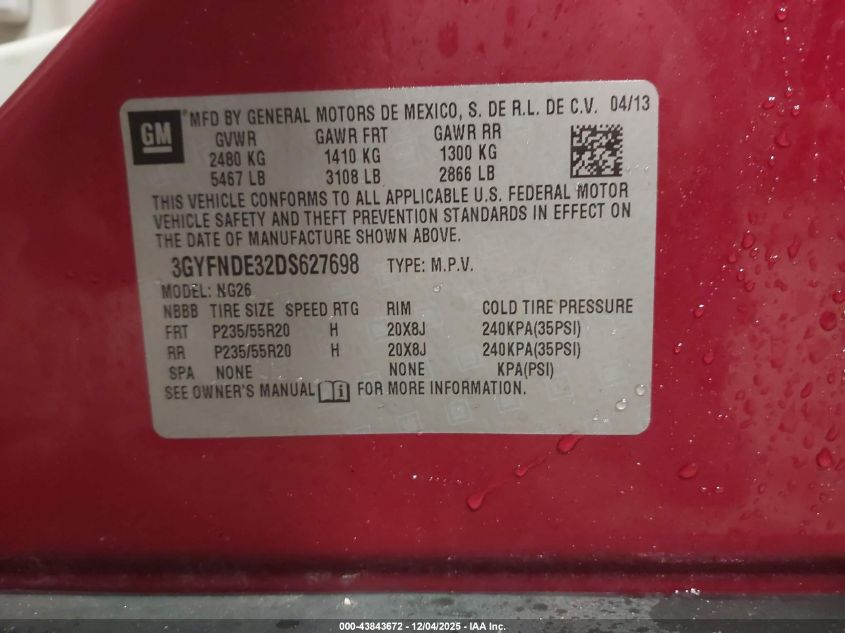 GM ® MFD BY GENERAL MOTORS DE MEXICO, S. DE R.L. DE C.V. 04/13
GVWR GAWR FRT GAWR RR
2480 KG 1410 KG 1300 KG
5467 LB 3108 LB 2866 LB
THIS VEHICLE CONFORMS TO ALL APPLICABLE U.S. FEDERAL MOTOR
VEHICLE SAFETY AND THEFT PREVENTION STANDARDS IN EFFECT ON
THE DATE OF MANUFACTURE SHOWN ABOVE.
3GYFNDE32DS627698 TYPE: M.P.V.
MODEL: NG26
NBBB TIRE SIZE SPEED RTG RIM COLD TIRE PRESSURE
FRT P235/55R20 H 20X8J 240KPA(35PSI)
RR P235/55R20 H 20X8J 240KPA(35PSI)
SPA NONE NONE KPA(PSI)
SEE OWNER'S MANUAL FOR MORE INFORMATION.
000-43843672 - 12/04/2025 - IAA Inc.